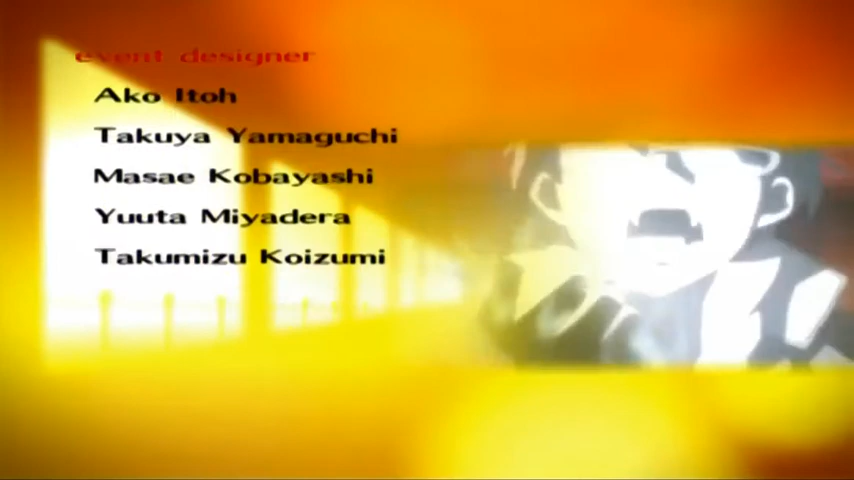 event designer
Ako Itoh
Takuya Yamaguchi
Masae Kobayashi
Yuuta Miyadera
Takumizu Koizumi